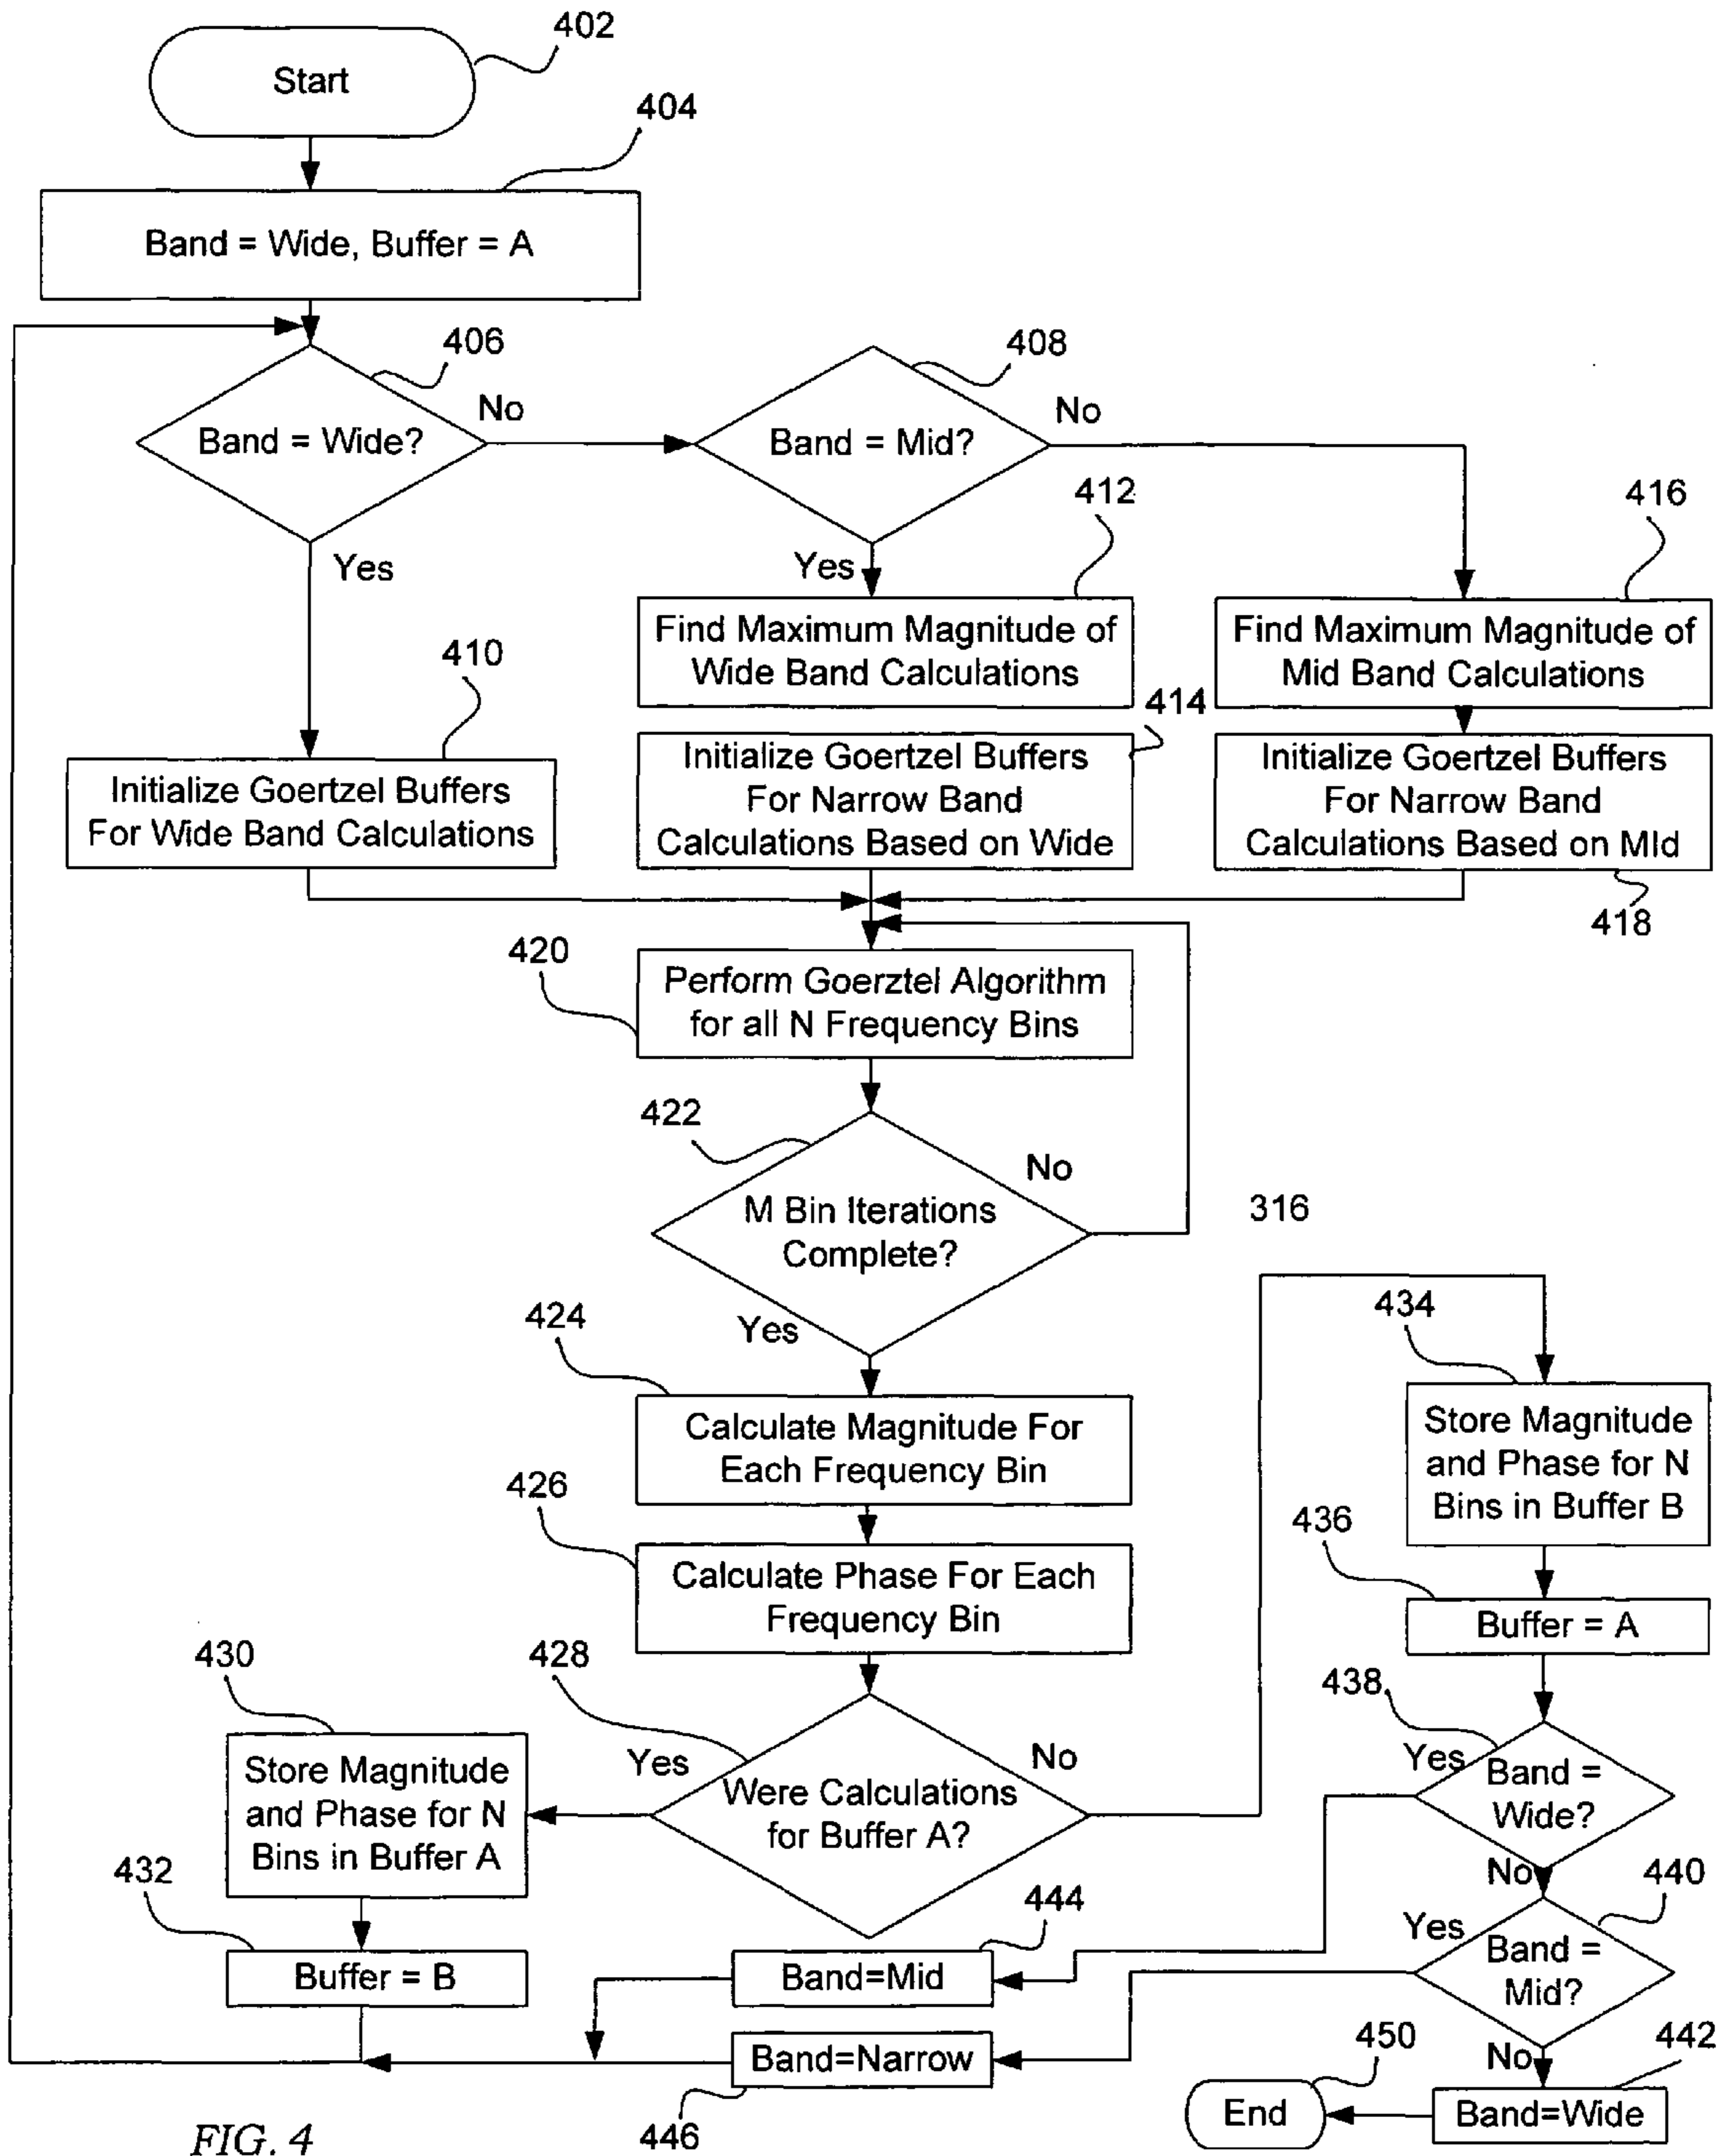 402
Start
404
Band = Wide, Buffer = A
406
408
Band = Wide?
No
Band = Mid?
No
Yes
Yes
412
416
Find Maximum Magnitude of
Wide Band Calculations
Find Maximum Magnitude of
Mid Band Calculations
410
414
Initialize Goertzel Buffers
For Wide Band Calculations
Initialize Goertzel Buffers
For Narrow Band
Calculations Based on Wide
Initialize Goertzel Buffers
For Narrow Band
Calculations Based on MId
418
420
Perform Goerztel Algorithm
for all N Frequency Bins
422
No
M Bin Iterations
Complete?
316
Yes
424
434
Calculate Magnitude For
Each Frequency Bin
Store Magnitude
and Phase for N
Bins in Buffer B
426
436
Calculate Phase For Each
Frequency Bin
Buffer = A
430
428
438
Store Magnitude
and Phase for N
Bins in Buffer A
Yes
No
Were Calculations
for Buffer A?
Yes
Band =
Wide?
432
No
440
444
Buffer = B
Band=Mid
Yes
Band =
Mid?
Band=Narrow
450
No
442
End
Band=Wide
446
FIG. 4